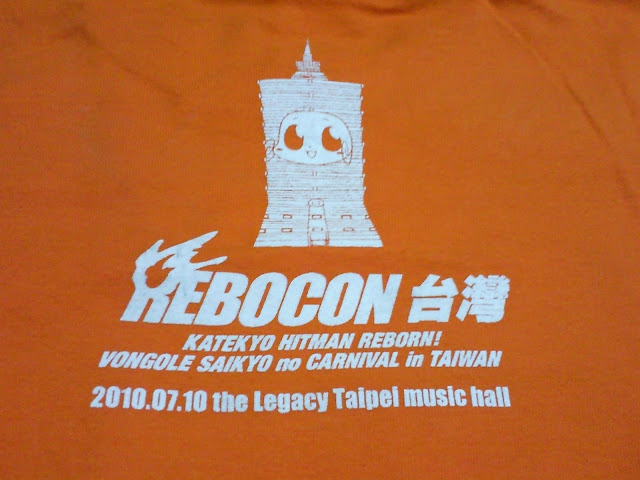 REBOCON 台灣
KATEKYO HITMAN REBORN!
VONGOLE SAIKYO no CARNIVAL in TAIWAN
2010.07.10 the Legacy Taipei music hall